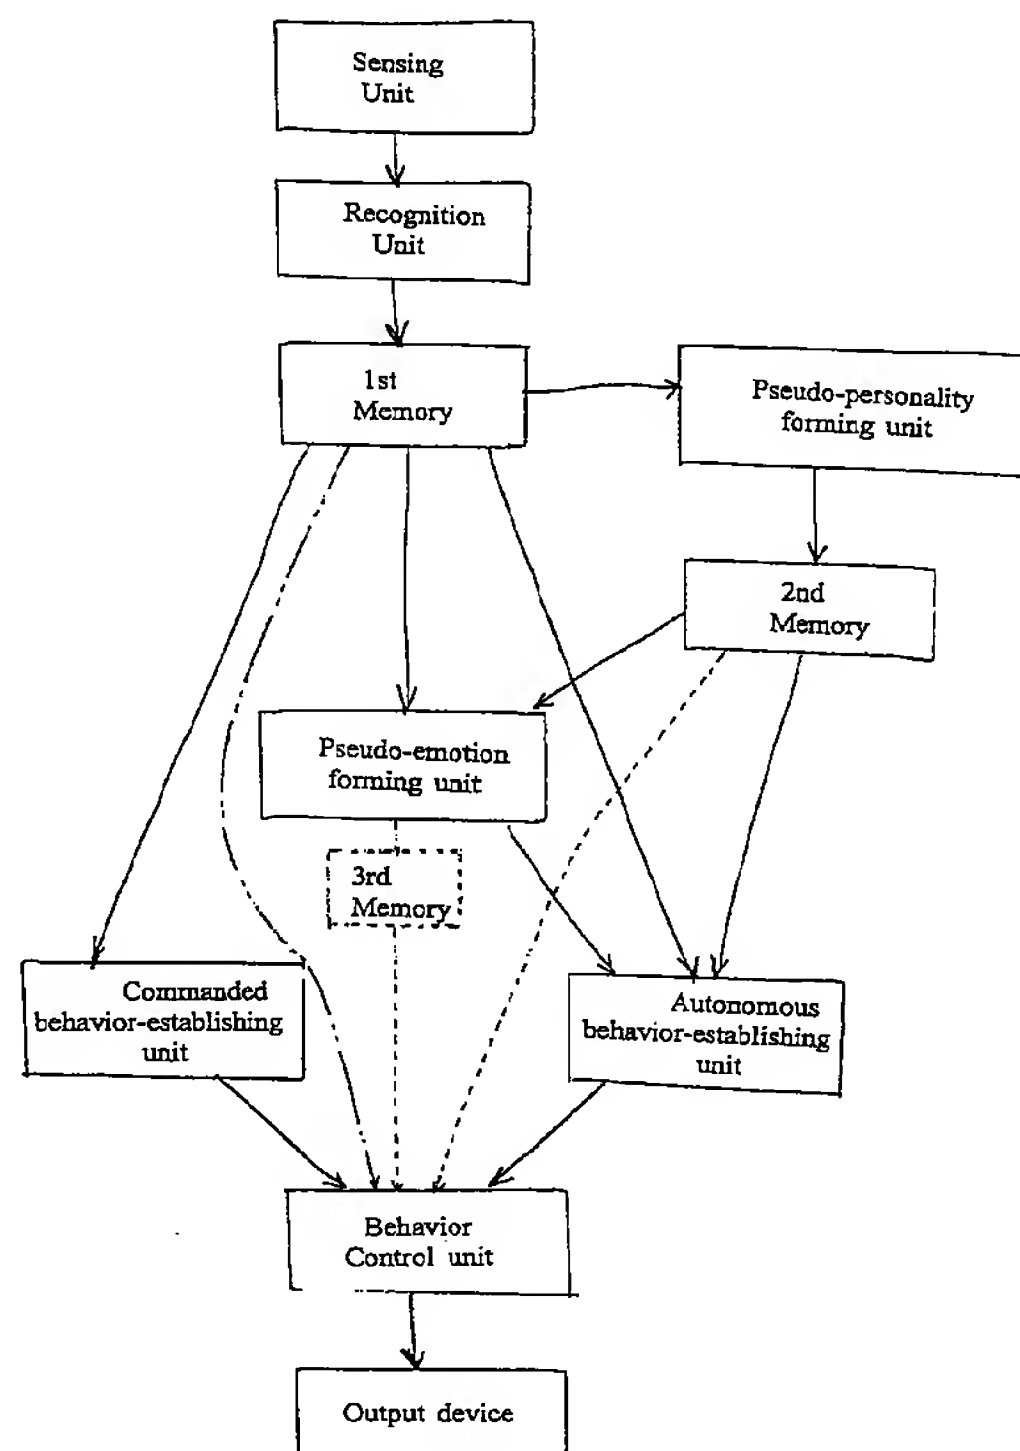 Sensing
Unit
Recognition
Unit
1st
Memory
Pseudo-personality
forming unit
2nd
Memory
Pseudo-emotion
forming unit
3rd
Memory
Commanded
behavior-establishing
unit
Autonomous
behavior-establishing
unit
Behavior
Control unit
Output device